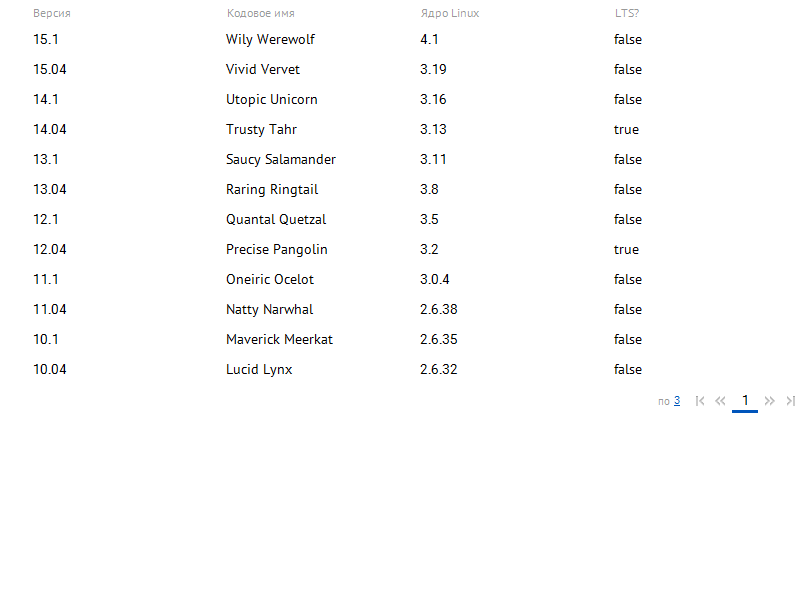 Версия Кодовое имя Ядро Linux LTS?
15.1 Wily Werewolf 4.1 false
15.04 Vivid Vervet 3.19 false
14.1 Utopic Unicorn 3.16 false
14.04 Trusty Tahr 3.13 true
13.1 Saucy Salamander 3.11 false
13.04 Raring Ringtail 3.8 false
12.1 Quantal Quetzal 3.5 false
12.04 Precise Pangolin 3.2 true
11.1 Oneiric Ocelot 3.0.4 false
11.04 Natty Narwhal 2.6.38 false
10.1 Maverick Meerkat 2.6.35 false
10.04 Lucid Lynx 2.6.32 false
по 3 1